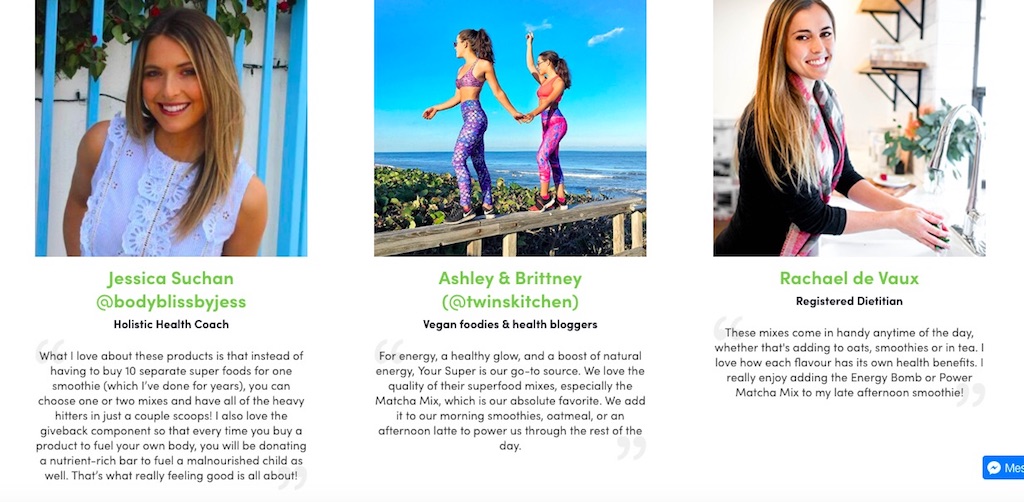 Jessica Suchan
@bodyblissbyjess
Holistic Health Coach
What I love about these products is that instead of
having to buy 10 separate super foods for one
smoothie (which I've done for years), you can
choose one or two mixes and have all of the heavy
hitters in just a couple scoops! I also love the
giveback component so that every time you buy a
product to fuel your own body, you will be donating
a nutrient-rich bar to fuel a malnourished child as
well. That's what really feeling good is all about!
Ashley & Brittney
(@twinskitchen)
Vegan foodies & health bloggers
For energy, a healthy glow, and a boost of natural
energy, Your Super is our go-to source. We love the
quality of their superfood mixes, especially the
Matcha Mix, which is our absolute favorite. We add
it to our morning smoothies, oatmeal, or an
afternoon latte to power us through the rest of the
day.
Rachael de Vaux
Registered Dietitian
These mixes come in handy anytime of the day,
whether that's adding to oats, smoothies or in tea. I
love how each flavour has its own health benefits. I
really enjoy adding the Energy Bomb or Power
Matcha Mix to my late afternoon smoothie!
Mes